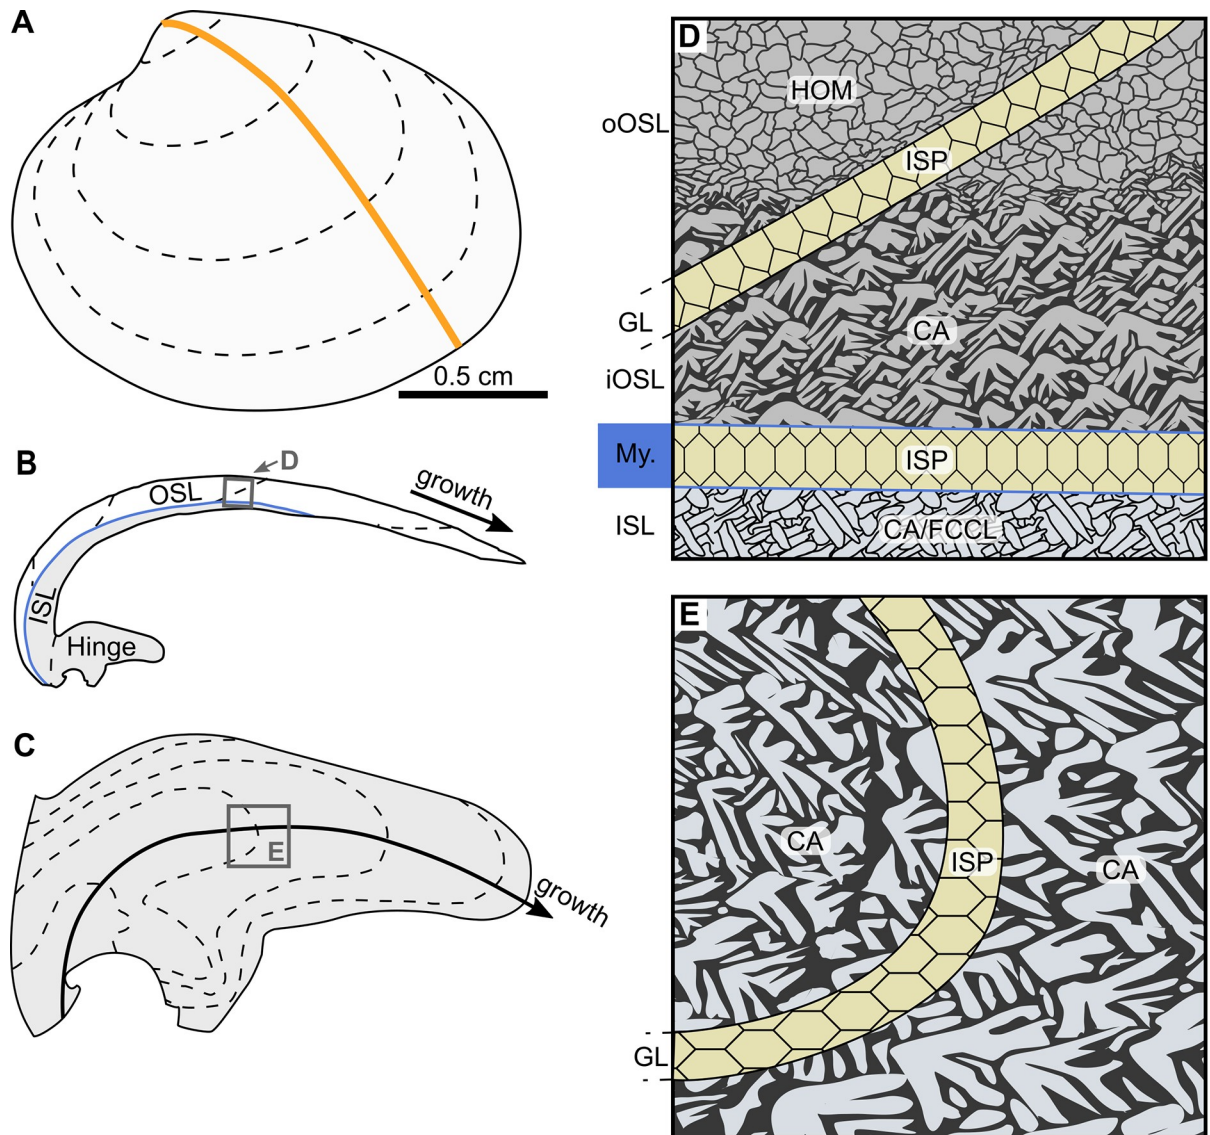 A
0.5 cm
B
D
OSL
growth
ISL
Hinge
C
E
growth
D
HOM
oOSL
ISP
GL
CA
iOSL
My.
ISP
ISL
CA/FCCL
E
CA
ISP
CA
GL